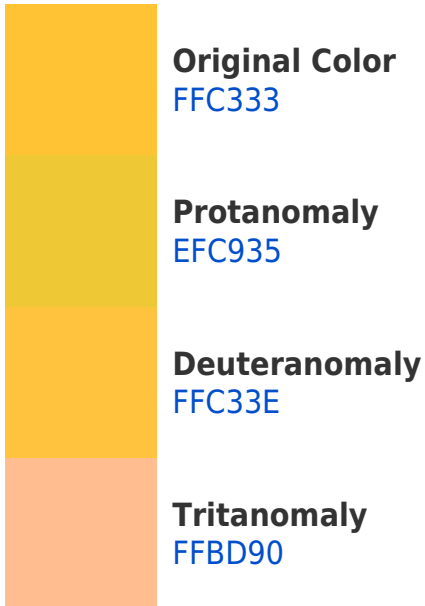 Original Color
FFC333
Protanomaly
EFC935
Deuteranomaly
FFC33E
Tritanomaly
FFBD90